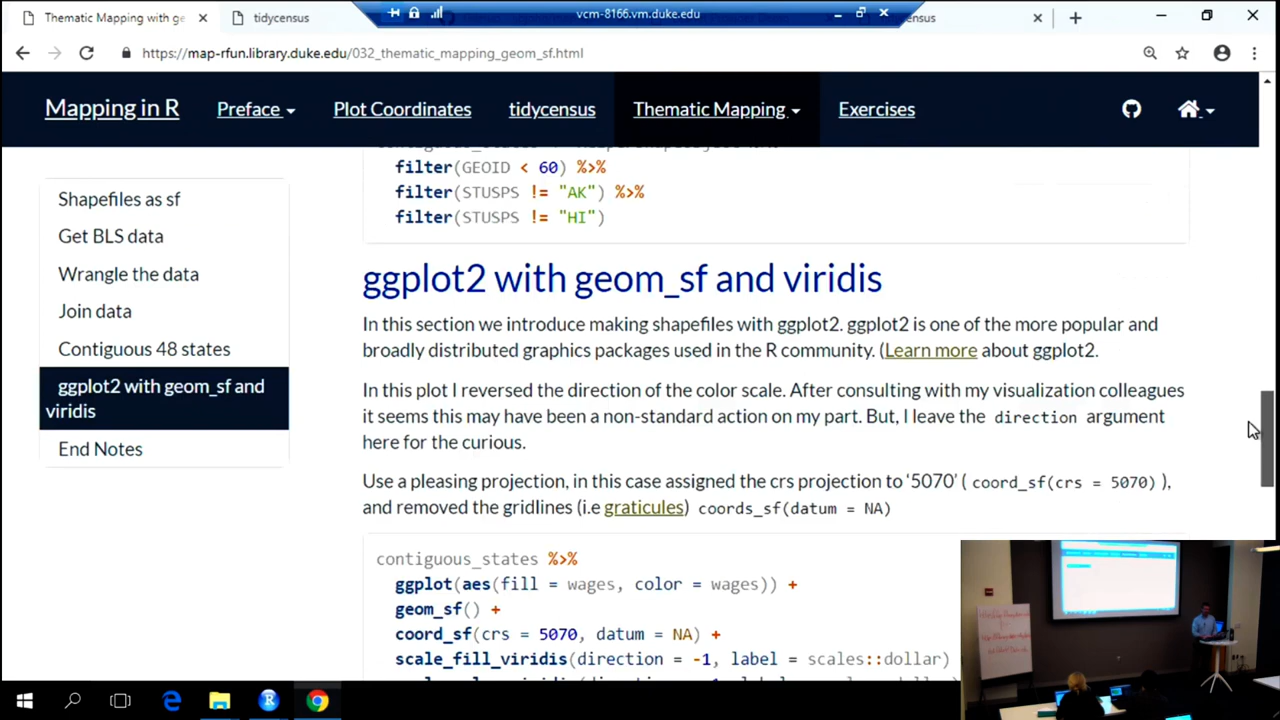 Thematic Mapping with ge
tidycensus
vcm-8166.vm.duke.edu
ensus
https://map-rfun.library.duke.edu/032_thematic_mapping_geom_sf.html
Mapping in R
Preface
Plot Coordinates
tidycensus
Thematic Mapping
Exercises
Shapefiles as sf
Get BLS data
Wrangle the data
Join data
Contiguous 48 states
ggplot2 with geom_sf and
viridis
End Notes
filter(GEOID < 60) %>%
filter(STUSPS != "AK") %>%
filter(STUSPS != "HI")
ggplot2 with geom_sf and viridis
In this section we introduce making shapefiles with ggplot2. ggplot2 is one of the more popular and
broadly distributed graphics packages used in the R community. (Learn more about ggplot2.
In this plot I reversed the direction of the color scale. After consulting with my visualization colleagues
it seems this may have been a non-standard action on my part. But, I leave the direction argument
here for the curious.
Use a pleasing projection, in this case assigned the crs projection to ‘5070’ ( coord_sf(crs = 5070) ),
and removed the gridlines (i.e graticules) coords_sf(datum = NA)
contiguous_states %>%
ggplot(aes(fill = wages, color = wages)) +
geom_sf() +
coord_sf(crs = 5070, datum = NA) +
scale_fill_viridis(direction = -1, label = scales::dollar)